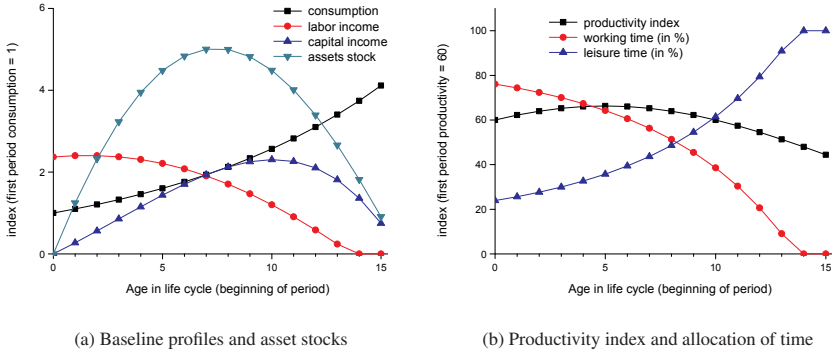 6
4
2
0
0
5
10
15
index (first period consumption = 1)
Age in life cycle (beginning of period)
consumption
labor income
capital income
assets stock
(a) Baseline profiles and asset stocks
100
80
60
40
20
0
0
5
10
15
index (first period productivity = 60)
Age in life cycle (beginning of period)
productivity index
working time (in %)
leisure time (in %)
(b) Productivity index and allocation of time